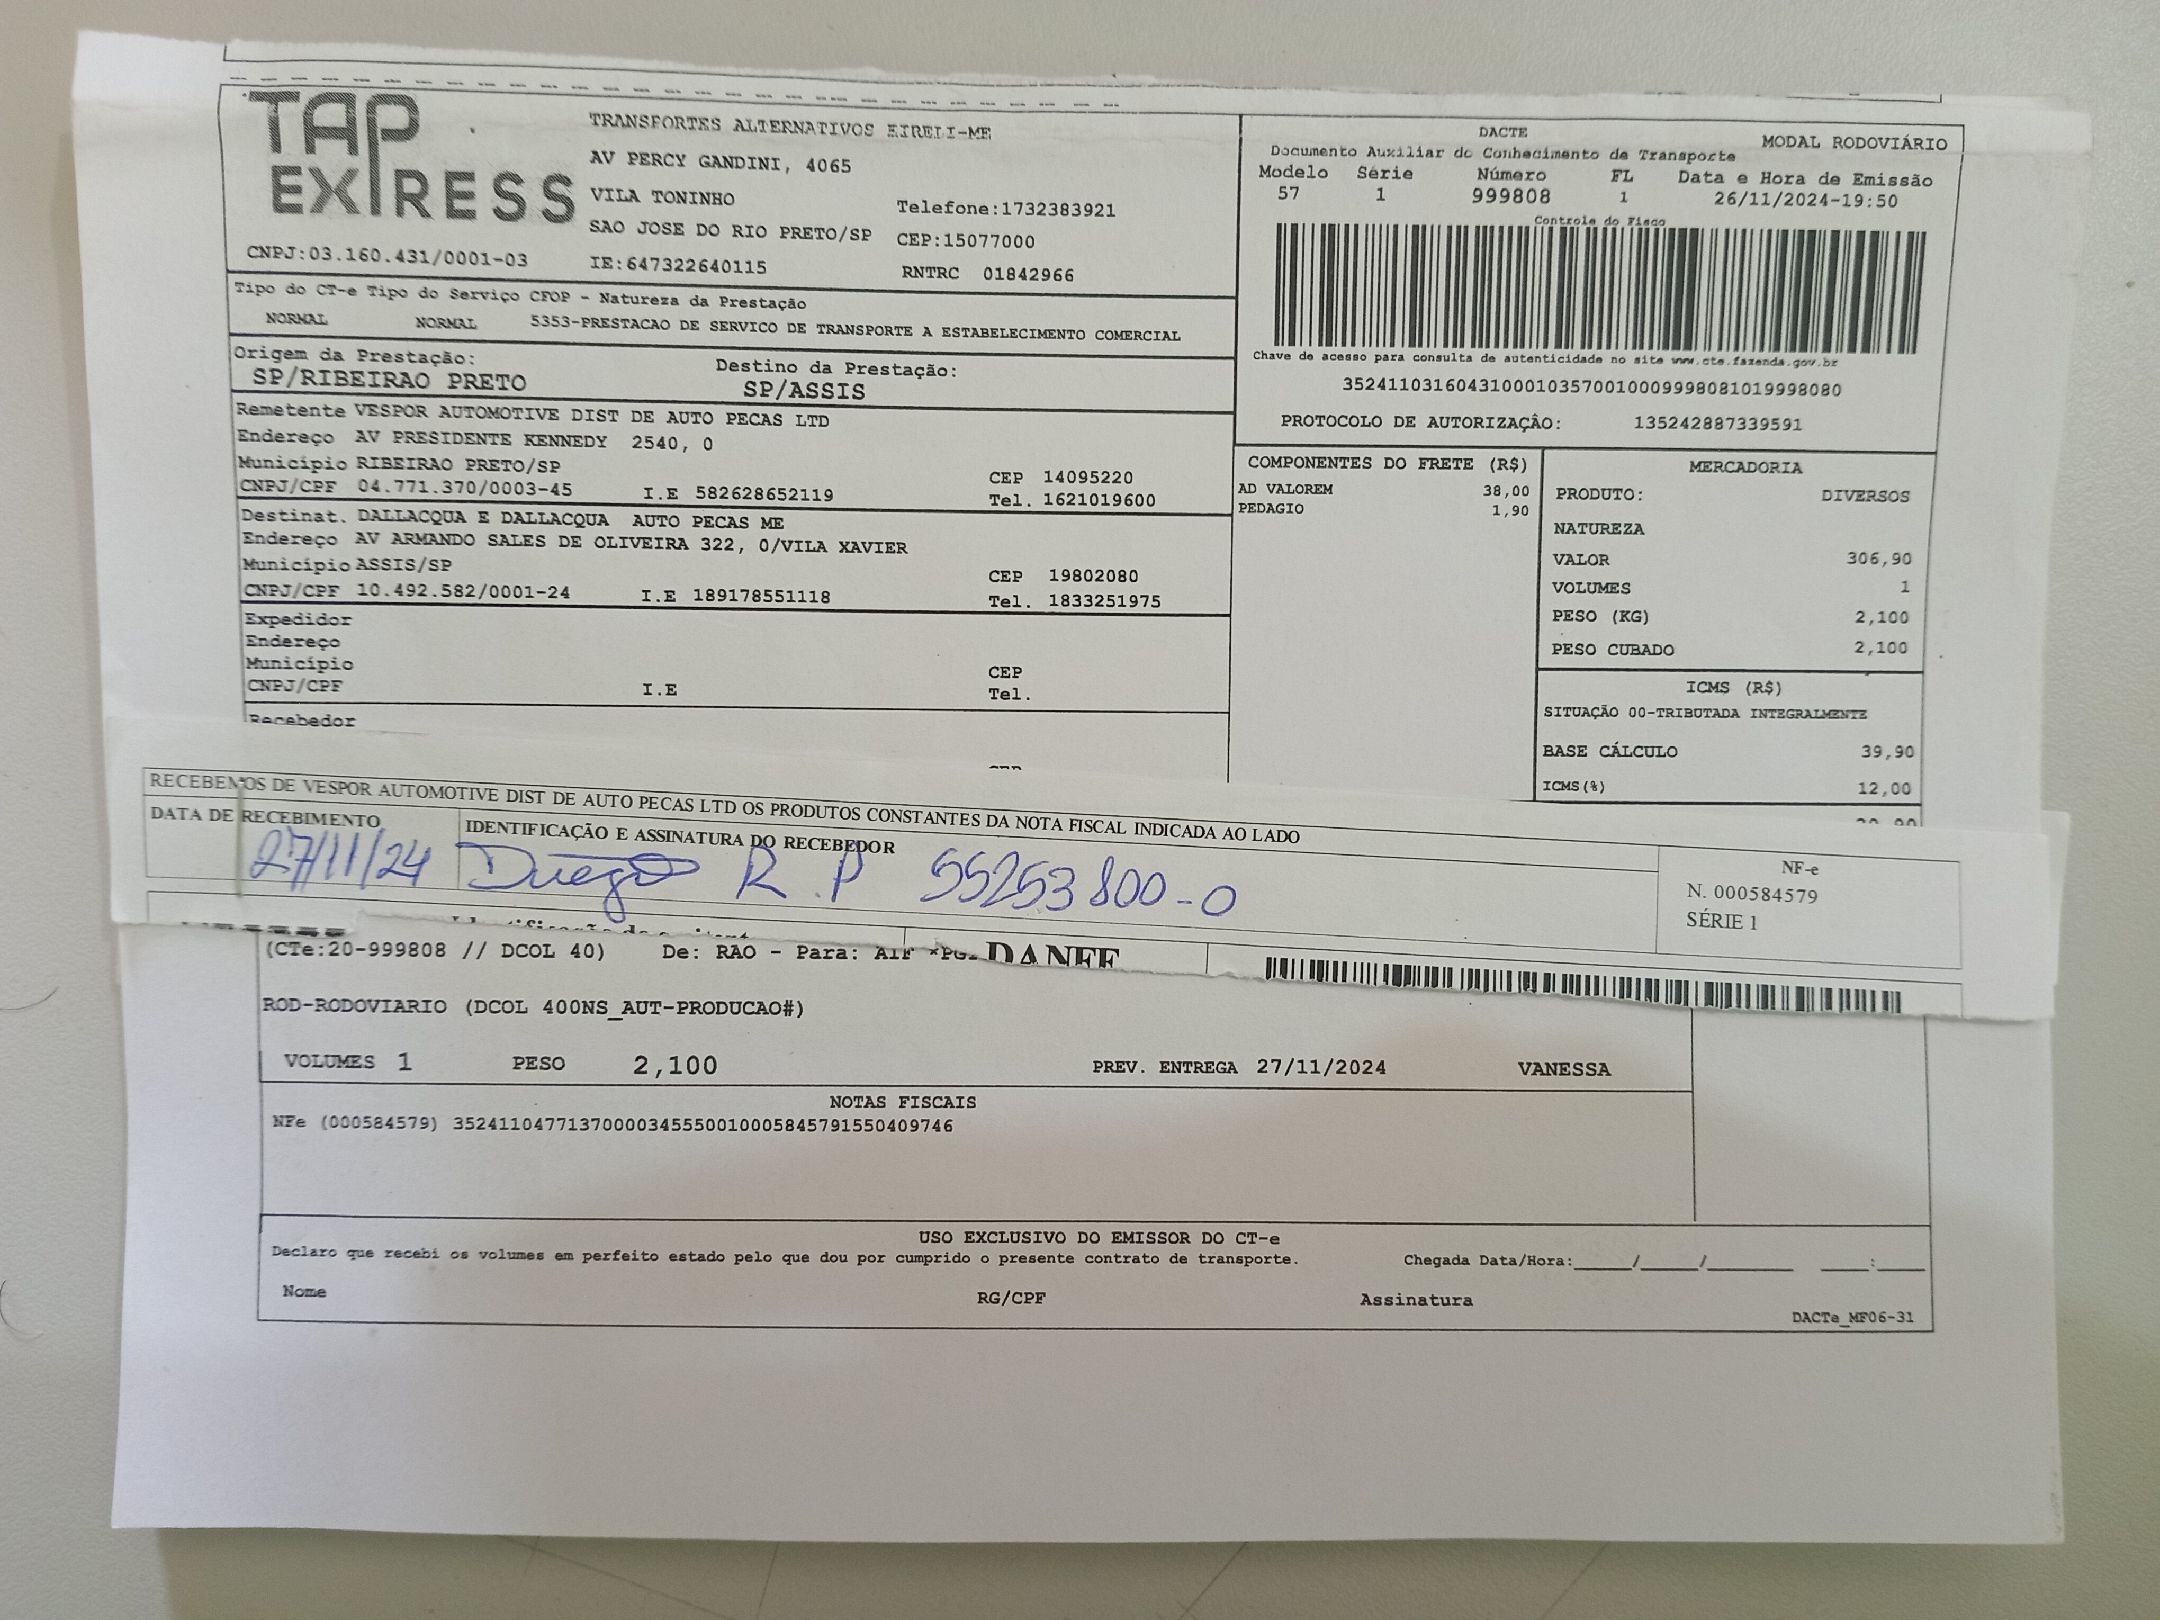 TAP EXPRESS
TRANSPORTES ALTERNATIVOS EIRELI-ME
AV PERCY GANDINI, 4065
VILA TONINHO
Telefone:1732383921
SAO JOSE DO RIO PRETO/SP CEP:15077000
CNPJ:03.160.431/0001-03 IE:647322640115 RNTRC 01842966
DACTE MODAL RODOVIÁRIO
Documento Auxiliar do Conhecimento de Transporte
Modelo Série Número FL Data e Hora de Emissão
57 1 999808 1 26/11/2024-19:50
Controle do Fisco
Chave de acesso para consulta de autenticidade no site www.cte.fazenda.gov.br
35241103160431000103570010009998081019998080
PROTOCOLO DE AUTORIZAÇÂO: 135242887339591
Tipo do CT-e Tipo do Serviço CFOP - Natureza da Prestação
NORMAL NORMAL 5353-PRESTACAO DE SERVICO DE TRANSPORTE A ESTABELECIMENTO COMERCIAL
Origem da Prestação: Destino da Prestação:
SP/RIBEIRAO PRETO SP/ASSIS
Remetente VESPOR AUTOMOTIVE DIST DE AUTO PECAS LTD
Endereço AV PRESIDENTE KENNEDY 2540, 0
Município RIBEIRAO PRETO/SP CEP 14095220
CNPJ/CPF 04.771.370/0003-45 I.E 582628652119 Tel. 1621019600
Destinat. DALLACQUA E DALLACQUA AUTO PECAS ME
Endereço AV ARMANDO SALES DE OLIVEIRA 322, 0/VILA XAVIER
Município ASSIS/SP CEP 19802080
CNPJ/CPF 10.492.582/0001-24 I.E 189178551118 Tel. 1833251975
Expedidor
Endereço
Município CEP
CNPJ/CPF I.E Tel.
Recebedor
COMPONENTES DO FRETE (R$)
AD VALOREM 38,00
PEDAGIO 1,90
MERCADORIA
PRODUTO: DIVERSOS
NATUREZA
VALOR 306,90
VOLUMES 1
PESO (KG) 2,100
PESO CUBADO 2,100
ICMS (R$)
SITUAÇÃO 00-TRIBUTADA INTEGRALMENTE
BASE CÁLCULO 39,90
ICMS(%) 12,00
RECEBEMOS DE VESPOR AUTOMOTIVE DIST DE AUTO PECAS LTD OS PRODUTOS CONSTANTES DA NOTA FISCAL INDICADA AO LADO
DATA DE RECEBIMENTO IDENTIFICAÇÃO E ASSINATURA DO RECEBEDOR
27/11/24 Diego R.P 55253800-0
NF-e
N. 000584579
SÉRIE 1
DANFE
(CTe:20-999808 // DCOL 40) De: RAO - Para:
ROD-RODOVIARIO (DCOL 400NS_AUT-PRODUCAO#)
VOLUMES 1 PESO 2,100 PREV. ENTREGA 27/11/2024 VANESSA
NOTAS FISCAIS
NFe (000584579) 35241104771370000345550010005845791550409746
USO EXCLUSIVO DO EMISSOR DO CT-e
Declaro que recebi os volumes em perfeito estado pelo que dou por cumprido o presente contrato de transporte. Chegada Data/Hora:_____/_____/________ ____:____
Nome RG/CPF Assinatura
DACTe_MF06-31